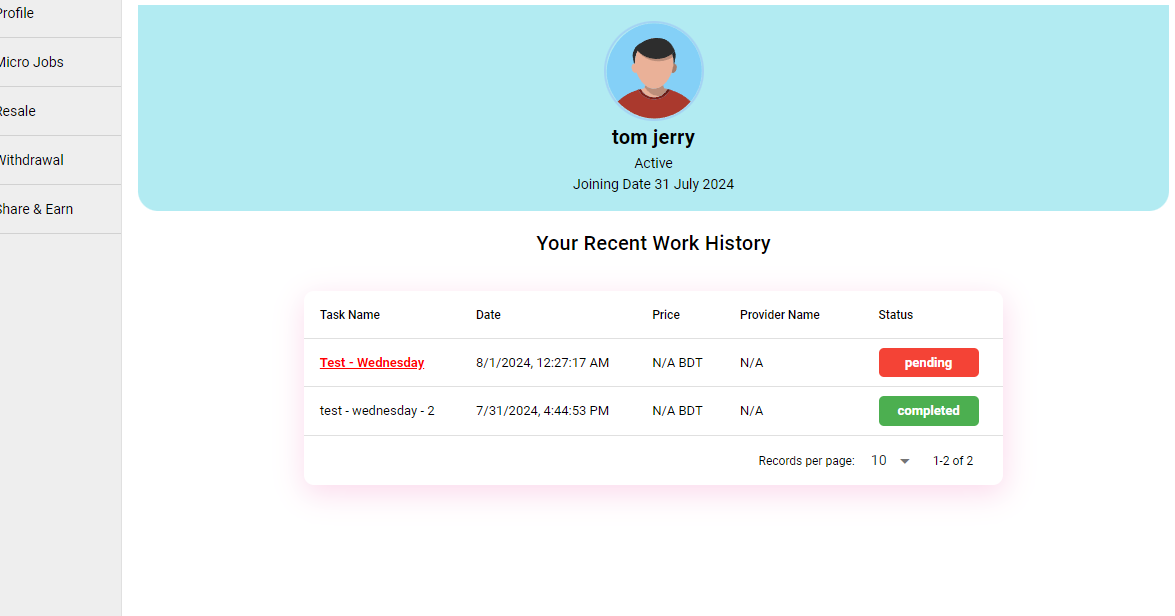 Profile
Micro Jobs
Resale
Withdrawal
Share & Earn
tom jerry
Active
Joining Date 31 July 2024
Your Recent Work History
Task Name Date Price Provider Name Status
Test - Wednesday 8/1/2024, 12:27:17 AM N/A BDT N/A pending
test - wednesday - 2 7/31/2024, 4:44:53 PM N/A BDT N/A completed
Records per page: 10 1-2 of 2